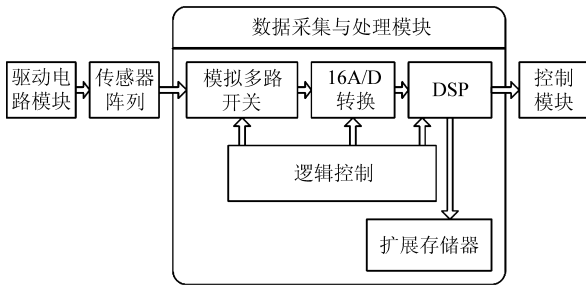 数据采集与处理模块
驱动电
路模块
传感器
阵列
模拟多路
开关
16A/D
转换
DSP
控制
模块
逻辑控制
扩展存储器